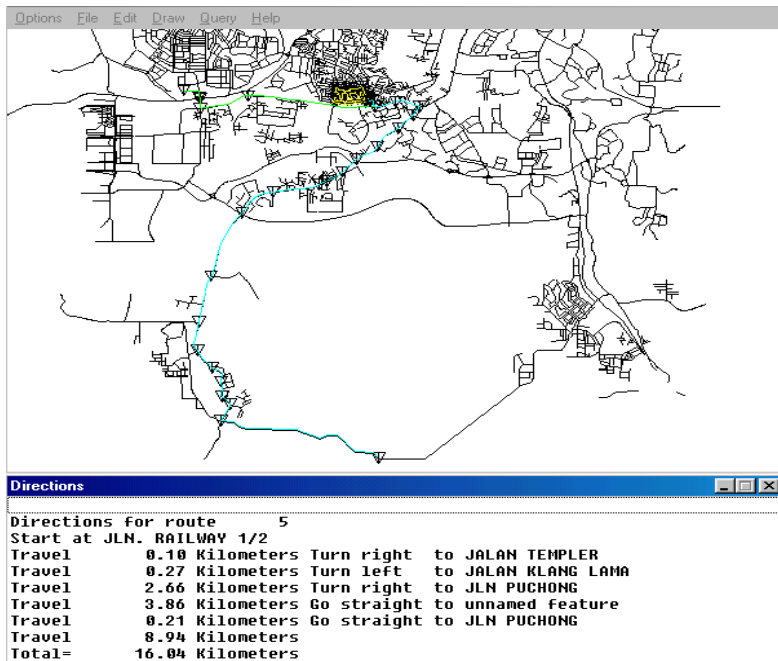 Options File Edit Draw Query Help
Directions
Directions for route 5
Start at JLN. RAILWAY 1/2
Travel 0.10 Kilometers Turn right to JALAN TEMPLER
Travel 0.27 Kilometers Turn left to JALAN KLANG LAMA
Travel 2.66 Kilometers Turn right to JLN PUCHONG
Travel 3.86 Kilometers Go straight to unnamed feature
Travel 0.21 Kilometers Go straight to JLN PUCHONG
Travel 8.94 Kilometers
Total= 16.04 Kilometers